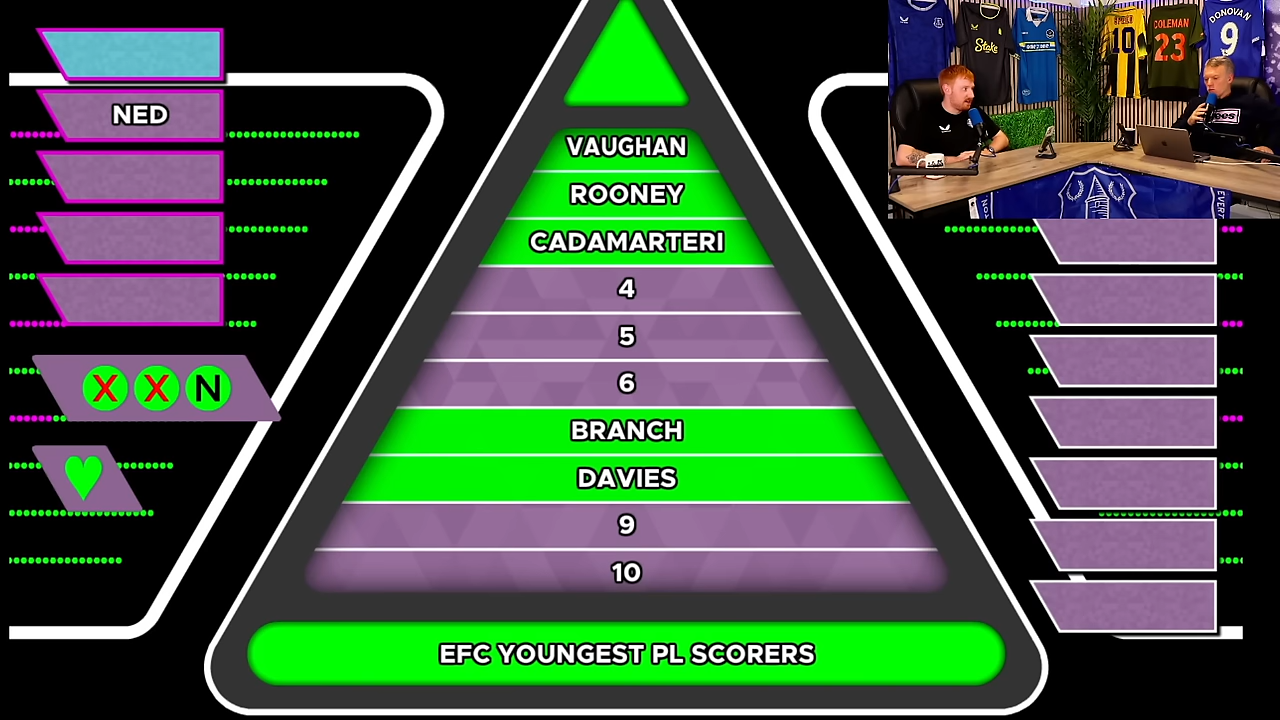 NED
X X N
VAUGHAN
ROONEY
CADAMARTERI
4
5
6
BRANCH
DAVIES
9
10
EFC YOUNGEST PL SCORERS
Stake
10
COLEMAN
23
DONOVAN
9